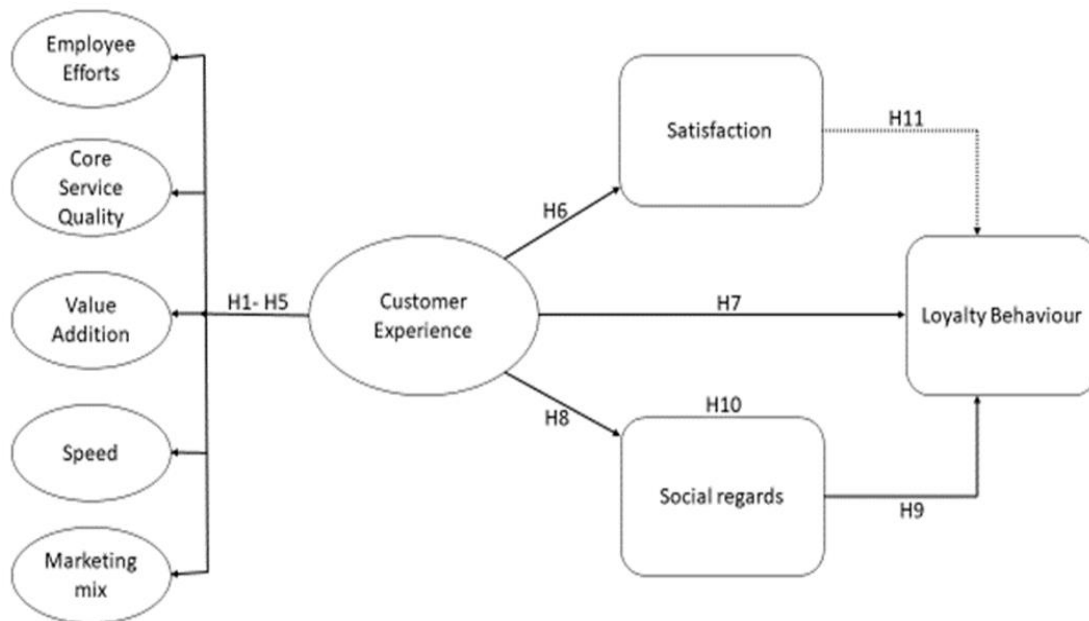 Employee
Efforts
Core
Service
Quality
Value
Addition
Speed
Marketing
mix
H1- H5
Customer
Experience
H6
H7
H8
Satisfaction
H10
Social regards
H11
H9
Loyalty Behaviour